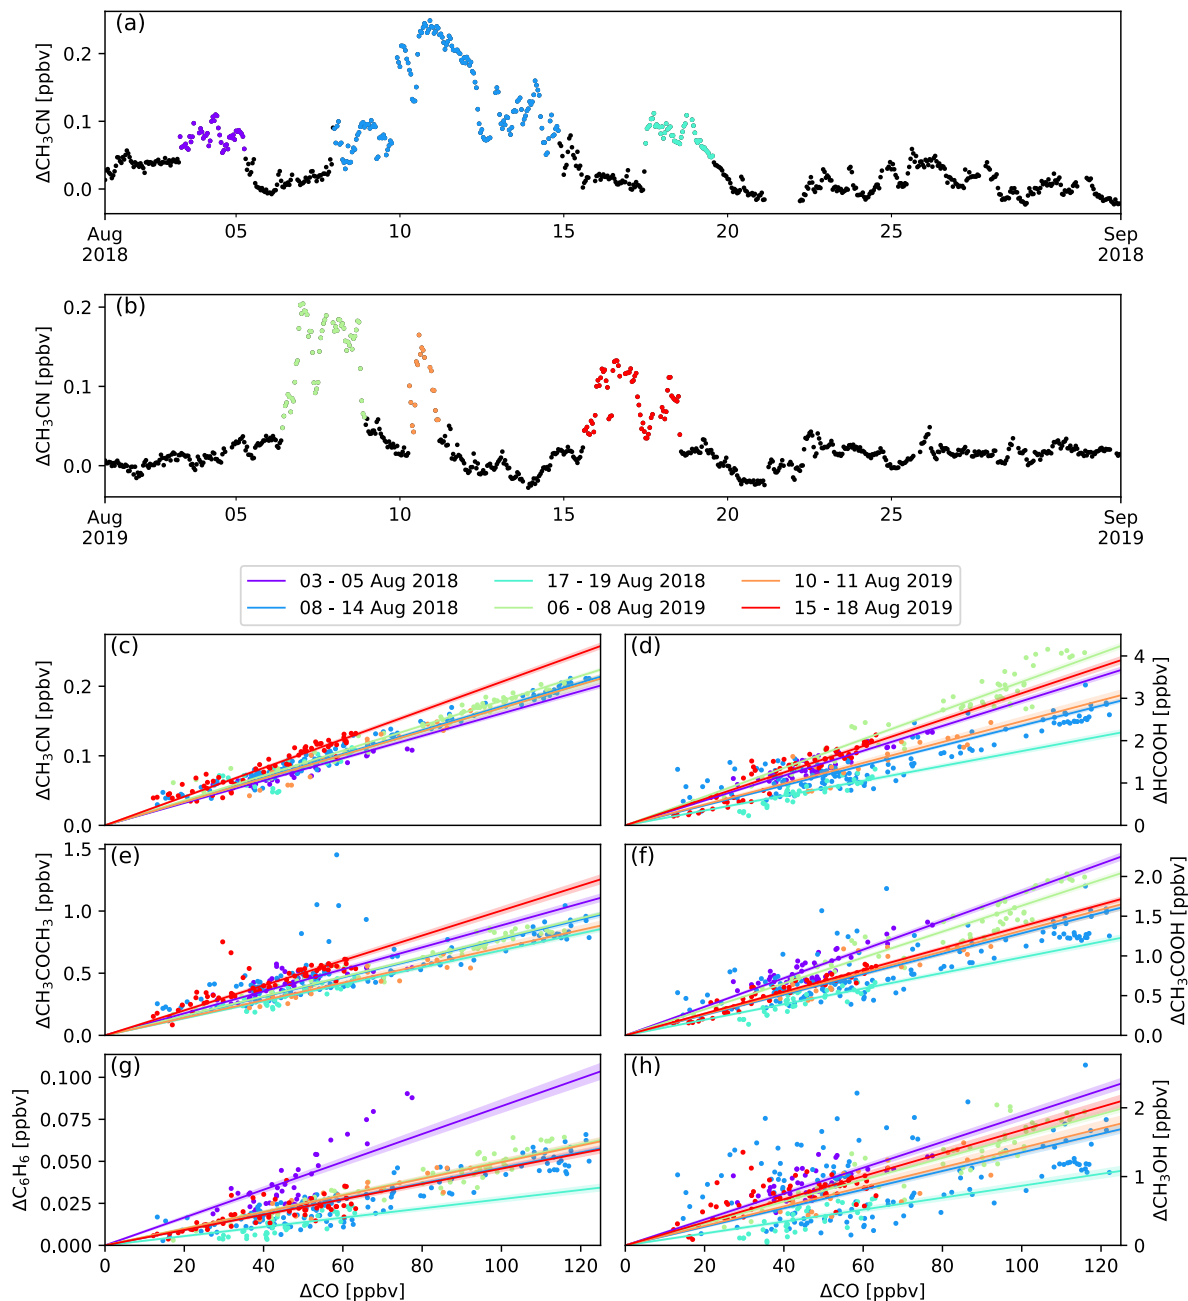 (a)
ΔCH₃CN [ppbv]
0.2
0.1
0.0
Aug 2018
05
10
15
20
25
Sep 2018
(b)
ΔCH₃CN [ppbv]
0.2
0.1
0.0
Aug 2019
05
10
15
20
25
Sep 2019
03 - 05 Aug 2018
17 - 19 Aug 2018
10 - 11 Aug 2019
08 - 14 Aug 2018
06 - 08 Aug 2019
15 - 18 Aug 2019
(c)
ΔCH₃CN [ppbv]
0.2
0.1
0.0
(d)
ΔHCOOH [ppbv]
4
3
2
1
0
(e)
ΔCH₃COCH₃ [ppbv]
1.5
1.0
0.5
0.0
(f)
ΔCH₃COOH [ppbv]
2.0
1.5
1.0
0.5
0.0
(g)
ΔC₆H₆ [ppbv]
0.100
0.075
0.050
0.025
0.000
0 20 40 60 80 100 120
ΔCO [ppbv]
(h)
ΔCH₃OH [ppbv]
2
1
0
0 20 40 60 80 100 120
ΔCO [ppbv]